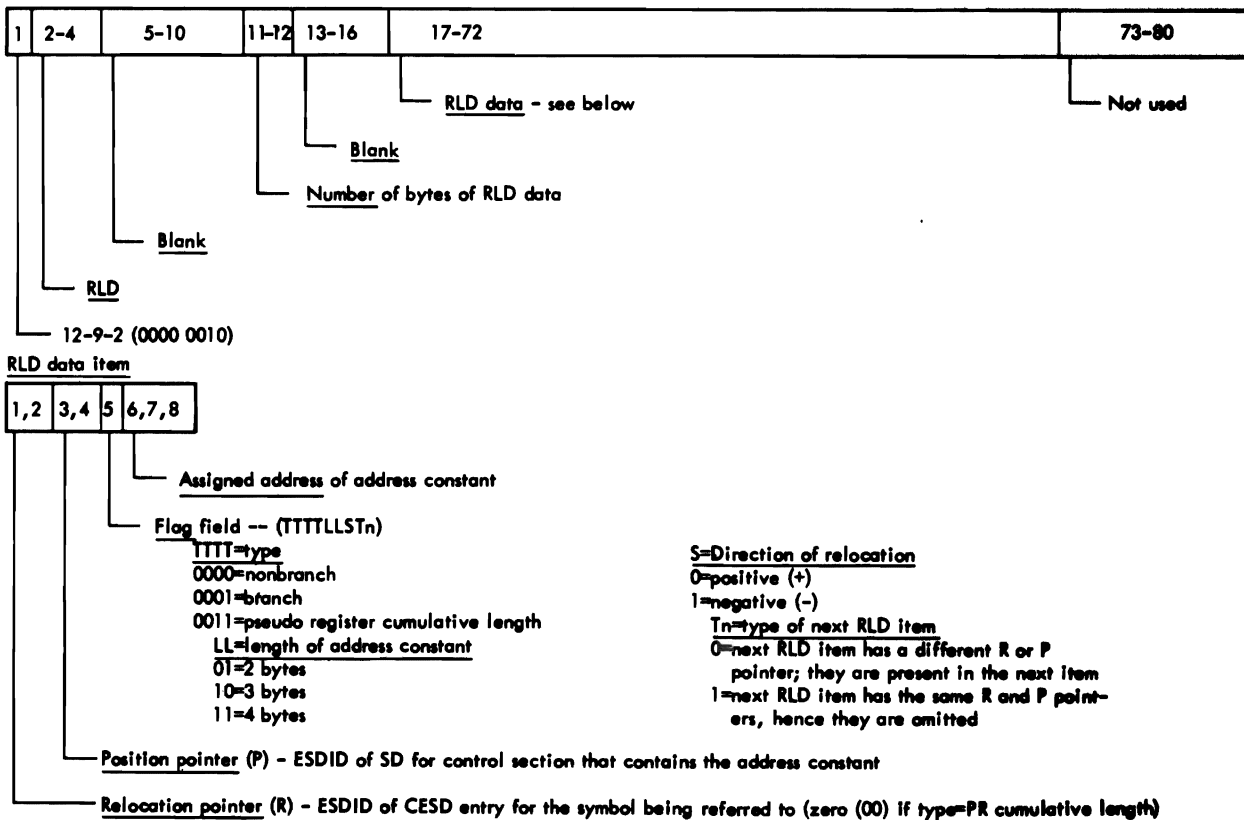 1 2-4 5-10 11-12 13-16 17-72 73-80
RLD data - see below
Not used
Blank
Number of bytes of RLD data
Blank
RLD
12-9-2 (0000 0010)
RLD data item
1,2 3,4 5 6,7,8
Assigned address of address constant
Flag field -- (TTTTLLSTn)
TTTT=type
0000=nonbranch
0001=branch
0011=pseudo register cumulative length
LL=length of address constant
01=2 bytes
10=3 bytes
11=4 bytes
S=Direction of relocation
0=positive (+)
1=negative (-)
Tn=type of next RLD item
0=next RLD item has a different R or P
pointer; they are present in the next item
1=next RLD item has the same R and P point-
ers, hence they are omitted
Position pointer (P) - ESDID of SD for control section that contains the address constant
Relocation pointer (R) - ESDID of CESD entry for the symbol being referred to (zero (00) if type=PR cumulative length)